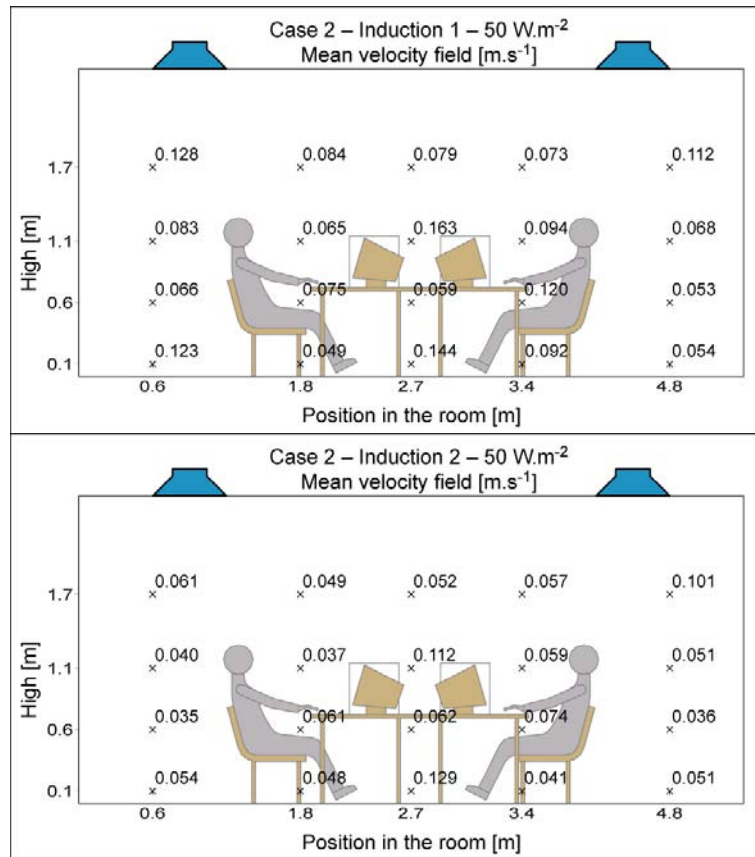 Case 2 – Induction 1 – 50 W.m-2
Mean velocity field [m.s-1]
High [m]
1.7
0.128 0.084 0.079 0.073 0.112
1.1
0.083 0.065 0.163 0.094 0.068
0.6
0.066 0.075 0.059 0.120 0.053
0.1
0.123 0.049 0.144 0.092 0.054
0.6 1.8 2.7 3.4 4.8
Position in the room [m]
Case 2 – Induction 2 – 50 W.m-2
Mean velocity field [m.s-1]
High [m]
1.7
0.061 0.049 0.052 0.057 0.101
1.1
0.040 0.037 0.112 0.059 0.051
0.6
0.035 0.061 0.062 0.074 0.036
0.1
0.054 0.048 0.129 0.041 0.051
0.6 1.8 2.7 3.4 4.8
Position in the room [m]